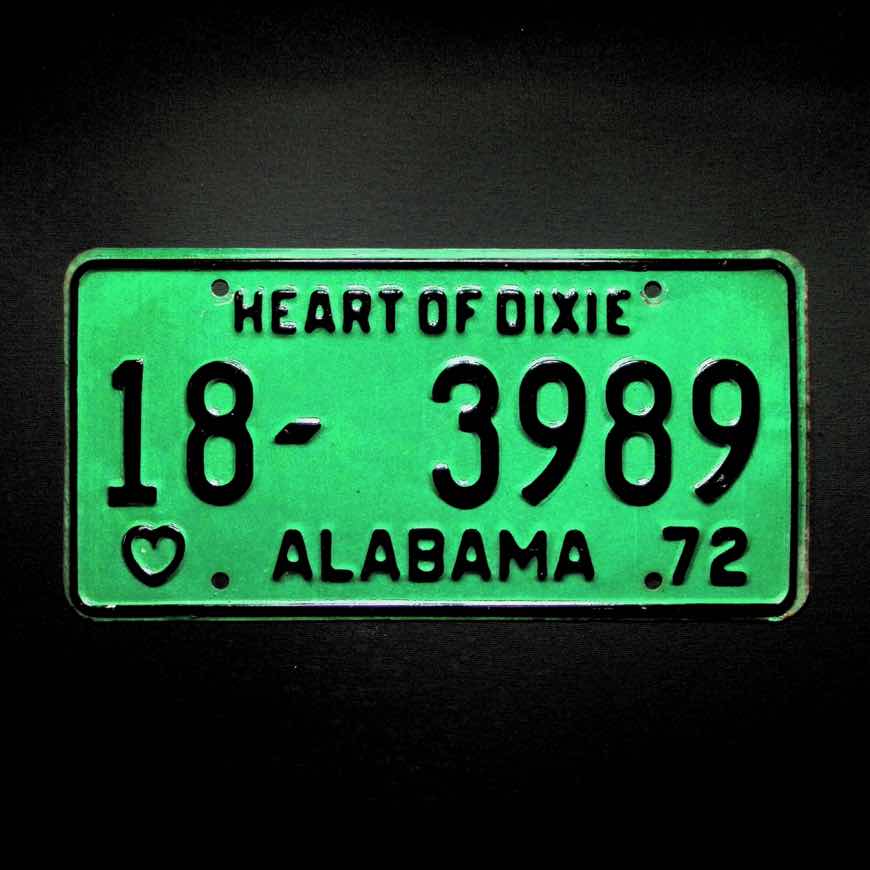 HEART OF DIXIE
18- 3989
ALABAMA 72